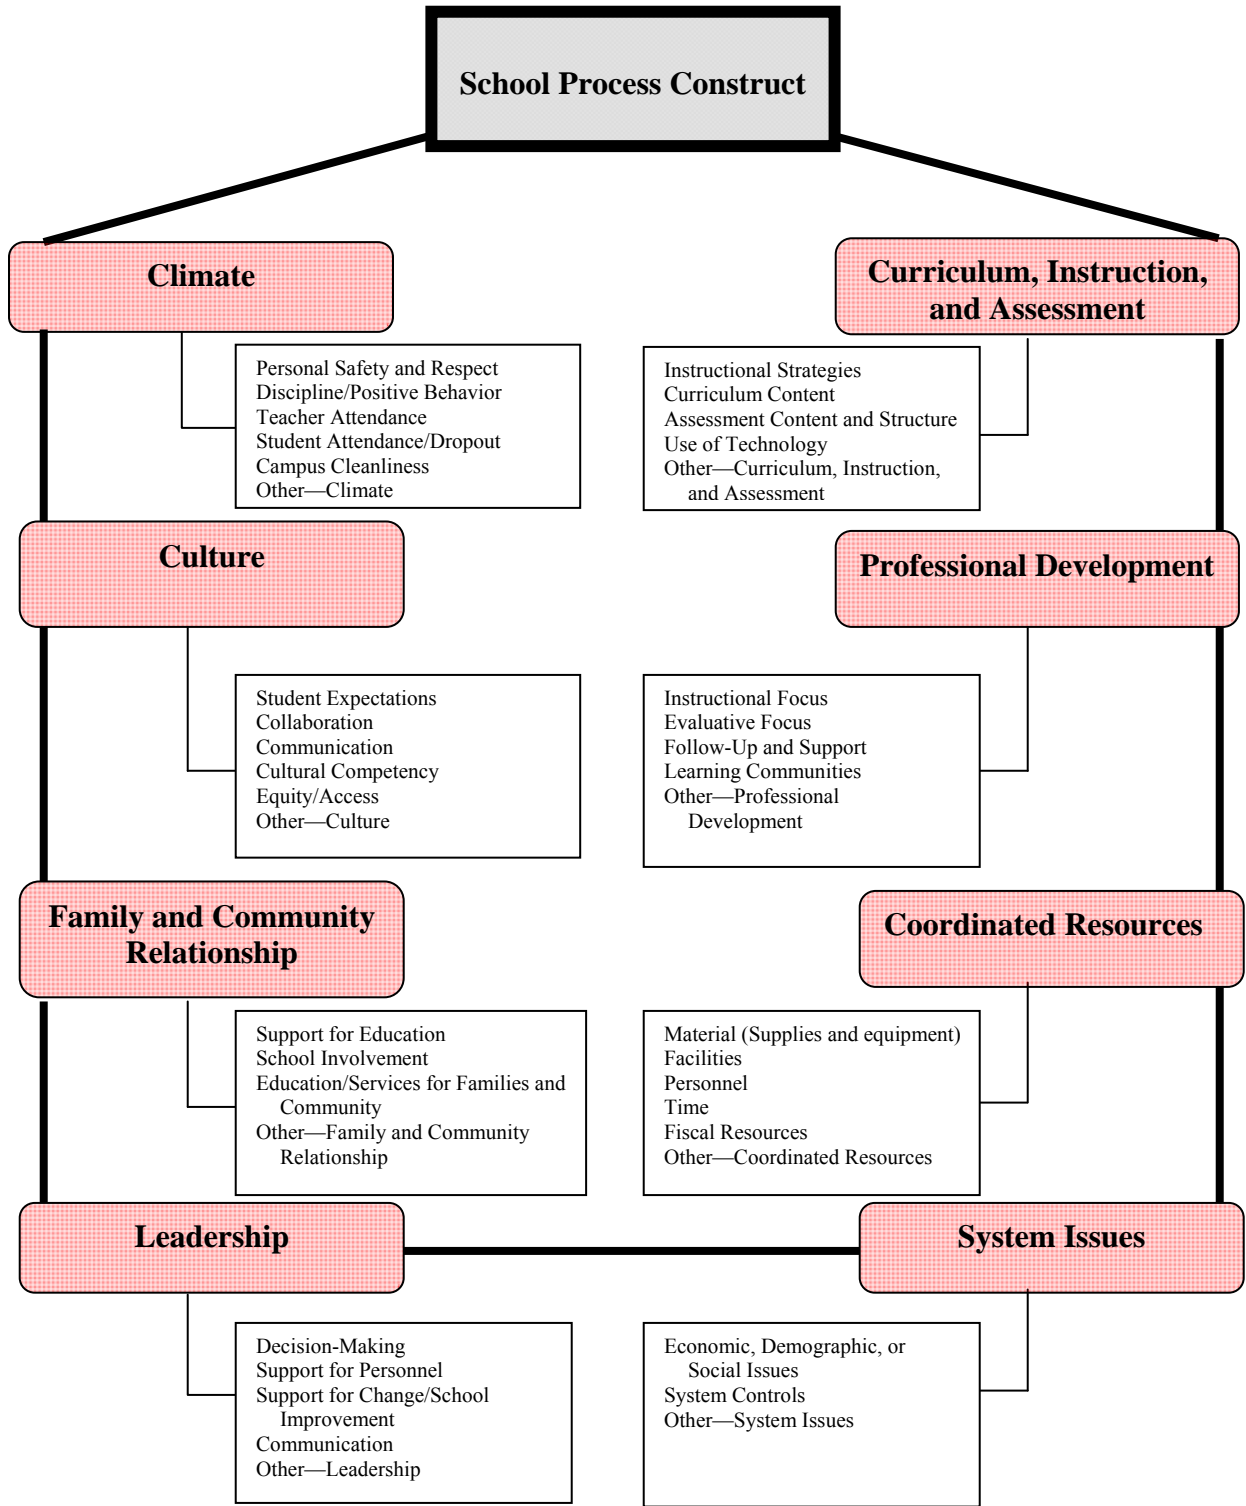 School Process Construct
Climate
Personal Safety and Respect
Discipline/Positive Behavior
Teacher Attendance
Student Attendance/Dropout
Campus Cleanliness
Other—Climate
Curriculum, Instruction,
and Assessment
Instructional Strategies
Curriculum Content
Assessment Content and Structure
Use of Technology
Other—Curriculum, Instruction,
and Assessment
Culture
Student Expectations
Collaboration
Communication
Cultural Competency
Equity/Access
Other—Culture
Professional Development
Instructional Focus
Evaluative Focus
Follow-Up and Support
Learning Communities
Other—Professional
Development
Family and Community
Relationship
Support for Education
School Involvement
Education/Services for Families and
Community
Other—Family and Community
Relationship
Coordinated Resources
Material (Supplies and equipment)
Facilities
Personnel
Time
Fiscal Resources
Other—Coordinated Resources
Leadership
Decision-Making
Support for Personnel
Support for Change/School
Improvement
Communication
Other—Leadership
System Issues
Economic, Demographic, or
Social Issues
System Controls
Other—System Issues